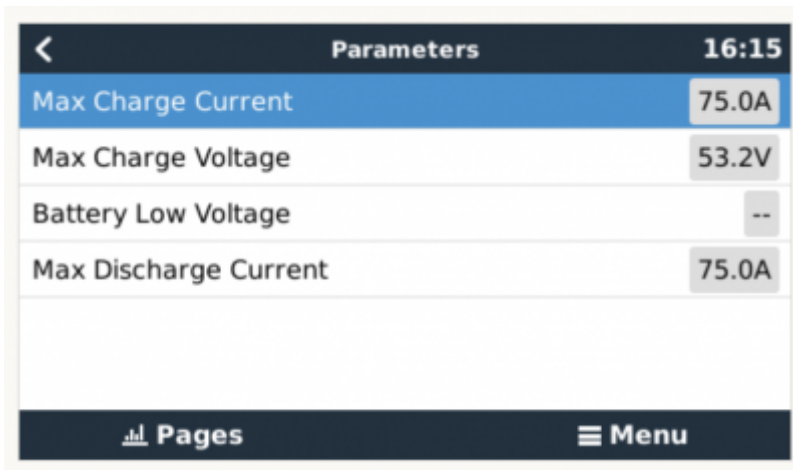 Parameters 16:15
Max Charge Current 75.0A
Max Charge Voltage 53.2V
Battery Low Voltage --
Max Discharge Current 75.0A
Pages Menu